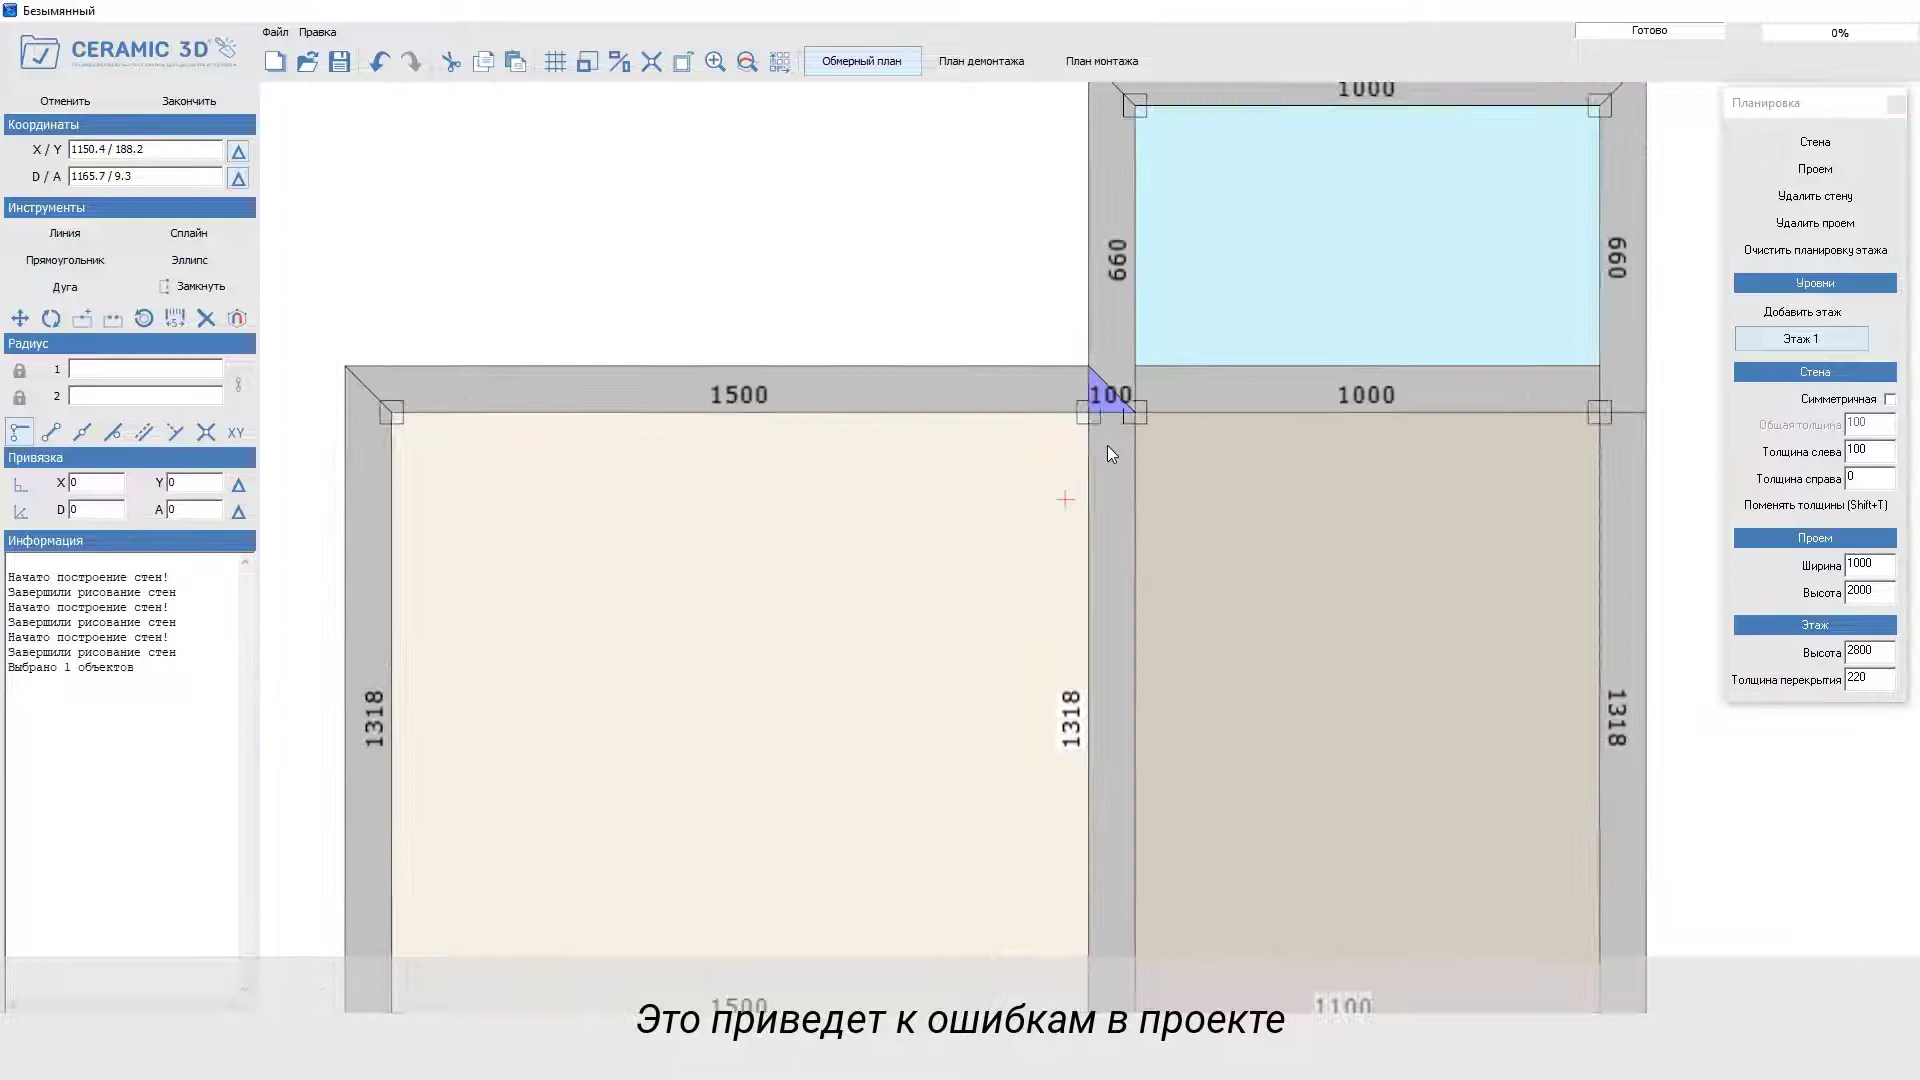 Безымянный
CERAMIC 3D
Файл Правка
Готово
0%
Обмерный план
План демонтажа
План монтажа
Отменить Закончить
Координаты
X / Y 1150.4 / 188.2
D / A 1165.7 / 9.3
Инструменты
Линия Сплайн
Прямоугольник Эллипс
Дуга Замкнуть
Радиус
1
2
XY
Привязка
X 0 Y 0
D 0 A 0
Информация
Начато построение стен!
Завершили рисование стен
Начато построение стен!
Завершили рисование стен
Начато построение стен!
Завершили рисование стен
Выбрано 1 объектов
1000
660
660
1500
100
1000
1318
1318
1318
1500
1100
Планировка
Стена
Проем
Удалить стену
Удалить проем
Очистить планировку этажа
Уровни
Добавить этаж
Этаж 1
Стена
Симметричная
Общая толщина 100
Толщина слева 100
Толщина справа 0
Поменять толщины (Shift+T)
Проем
Ширина 1000
Высота 2000
Этаж
Высота 2800
Толщина перекрытия 220
Это приведет к ошибкам в проекте